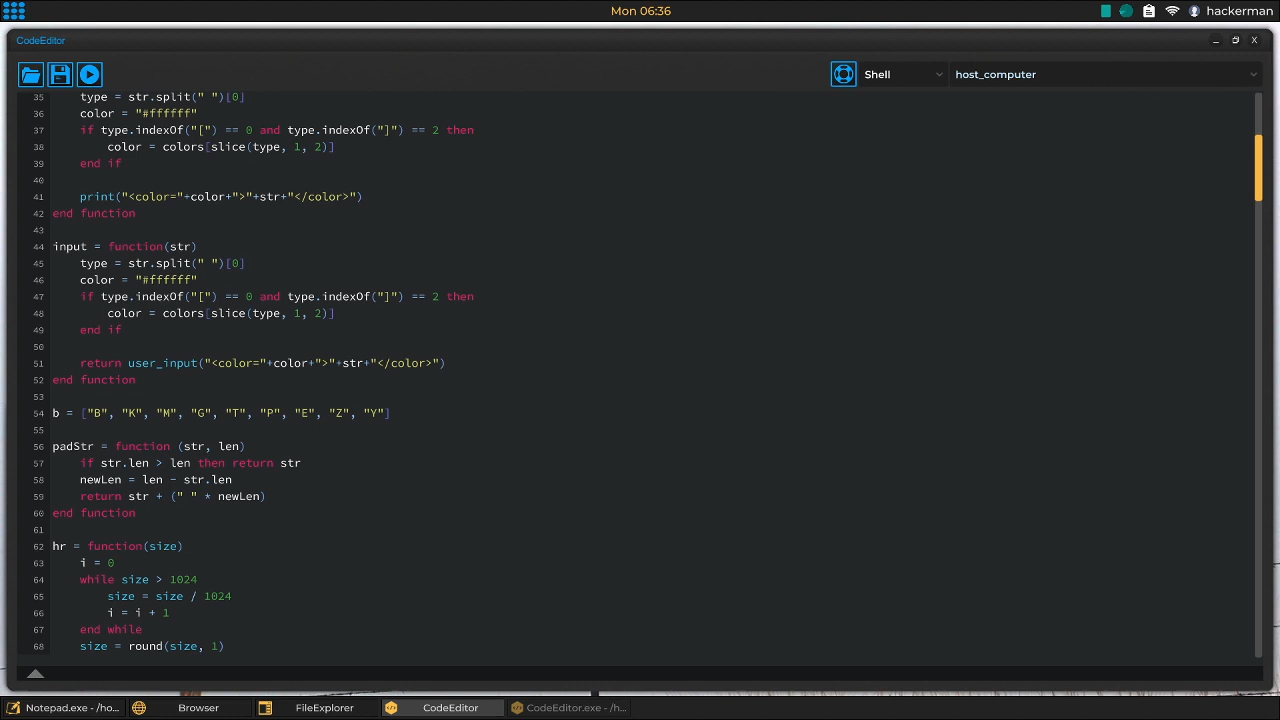 Mon 06:36
hackerman
CodeEditor
Shell
host_computer
35 type = str.split(" ")[0]
36 color = "#ffffff"
37 if type.indexOf("[") == 0 and type.indexOf("]") == 2 then
38 color = colors[slice(type, 1, 2)]
39 end if
40
41 print("<color="+color+">"+str+"</color>")
42 end function
43
44 input = function(str)
45 type = str.split(" ")[0]
46 color = "#ffffff"
47 if type.indexOf("[") == 0 and type.indexOf("]") == 2 then
48 color = colors[slice(type, 1, 2)]
49 end if
50
51 return user_input("<color="+color+">"+str+"</color>")
52 end function
53
54 b = ["B", "K", "M", "G", "T", "P", "E", "Z", "Y"]
55
56 padStr = function (str, len)
57 if str.len > len then return str
58 newLen = len - str.len
59 return str + (" " * newLen)
60 end function
61
62 hr = function(size)
63 i = 0
64 while size > 1024
65 size = size / 1024
66 i = i + 1
67 end while
68 size = round(size, 1)
Notepad.exe - /ho...
Browser
FileExplorer
CodeEditor
CodeEditor.exe - /h...